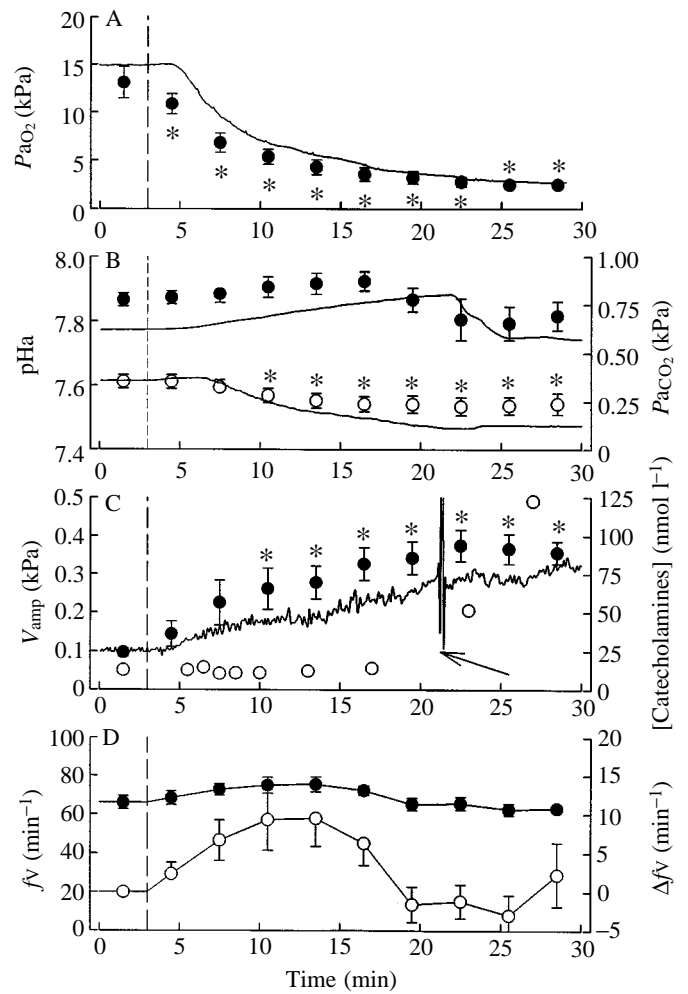 A
20
15
10
5
0
PaO2 (kPa)
* * * * * * * * *
0 5 10 15 20 25 30
B
8.0
7.8
7.6
7.4
pHa
1.00
0.75
0.50
0.25
0
PaCO2 (kPa)
* * * * * * *
0 5 10 15 20 25 30
C
0.5
0.4
0.3
0.2
0.1
0
Vamp (kPa)
125
100
75
50
25
0
[Catecholamines] (nmol l−1)
* * * * * * *
0 5 10 15 20 25 30
D
100
80
60
40
20
0
fv (min−1)
20
15
10
5
0
−5
Δfv (min−1)
0 5 10 15 20 25 30
Time (min)